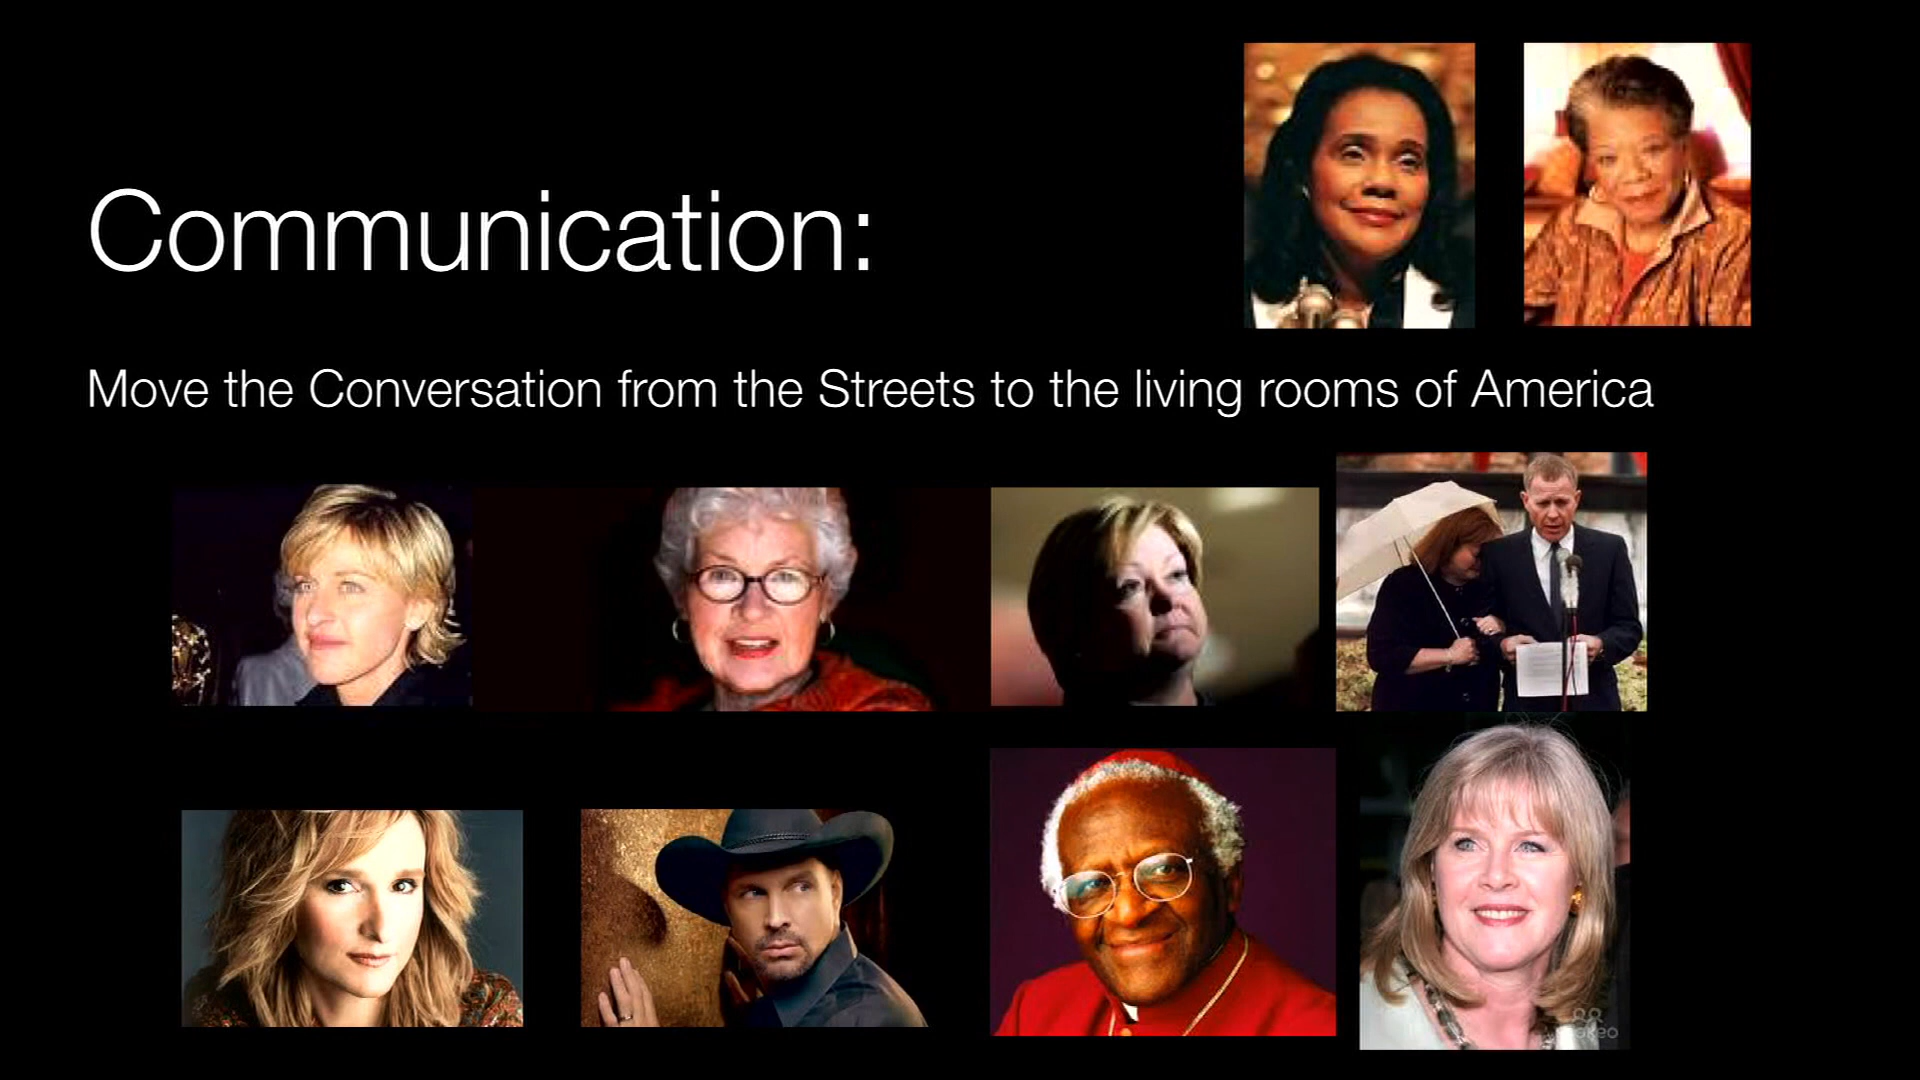 Communication:
Move the Conversation from the Streets to the living rooms of America